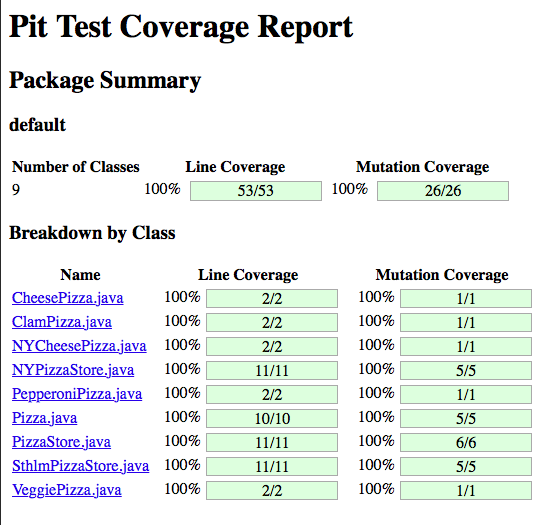 Pit Test Coverage Report
Package Summary
default
Number of Classes Line Coverage Mutation Coverage
9 100% 53/53 100% 26/26
Breakdown by Class
Name Line Coverage Mutation Coverage
CheesePizza.java 100% 2/2 100% 1/1
ClamPizza.java 100% 2/2 100% 1/1
NYCheesePizza.java 100% 2/2 100% 1/1
NYPizzaStore.java 100% 11/11 100% 5/5
PepperoniPizza.java 100% 2/2 100% 1/1
Pizza.java 100% 10/10 100% 5/5
PizzaStore.java 100% 11/11 100% 6/6
SthlmPizzaStore.java 100% 11/11 100% 5/5
VeggiePizza.java 100% 2/2 100% 1/1